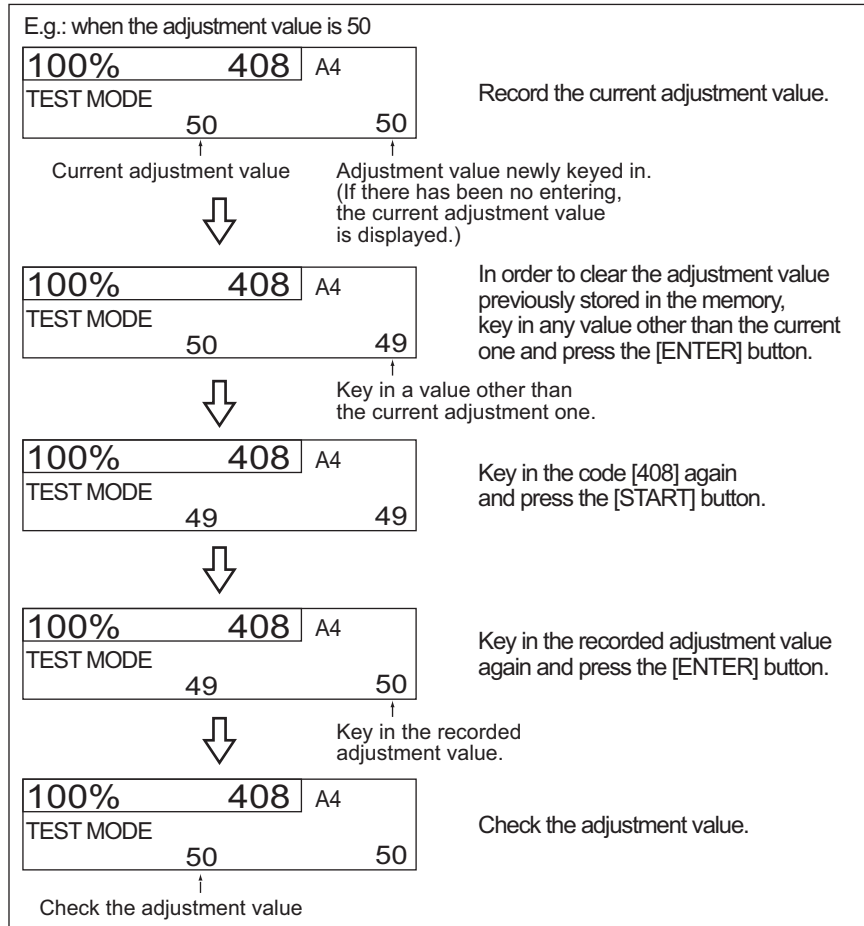 E.g.: when the adjustment value is 50
100% 408 A4
TEST MODE
50 50
Record the current adjustment value.
Current adjustment value
Adjustment value newly keyed in.
(If there has been no entering,
the current adjustment value
is displayed.)
100% 408 A4
TEST MODE
50 49
In order to clear the adjustment value
previously stored in the memory,
key in any value other than the current
one and press the [ENTER] button.
Key in a value other than
the current adjustment one.
100% 408 A4
TEST MODE
49 49
Key in the code [408] again
and press the [START] button.
100% 408 A4
TEST MODE
49 50
Key in the recorded adjustment value
again and press the [ENTER] button.
Key in the recorded
adjustment value.
100% 408 A4
TEST MODE
50 50
Check the adjustment value.
Check the adjustment value